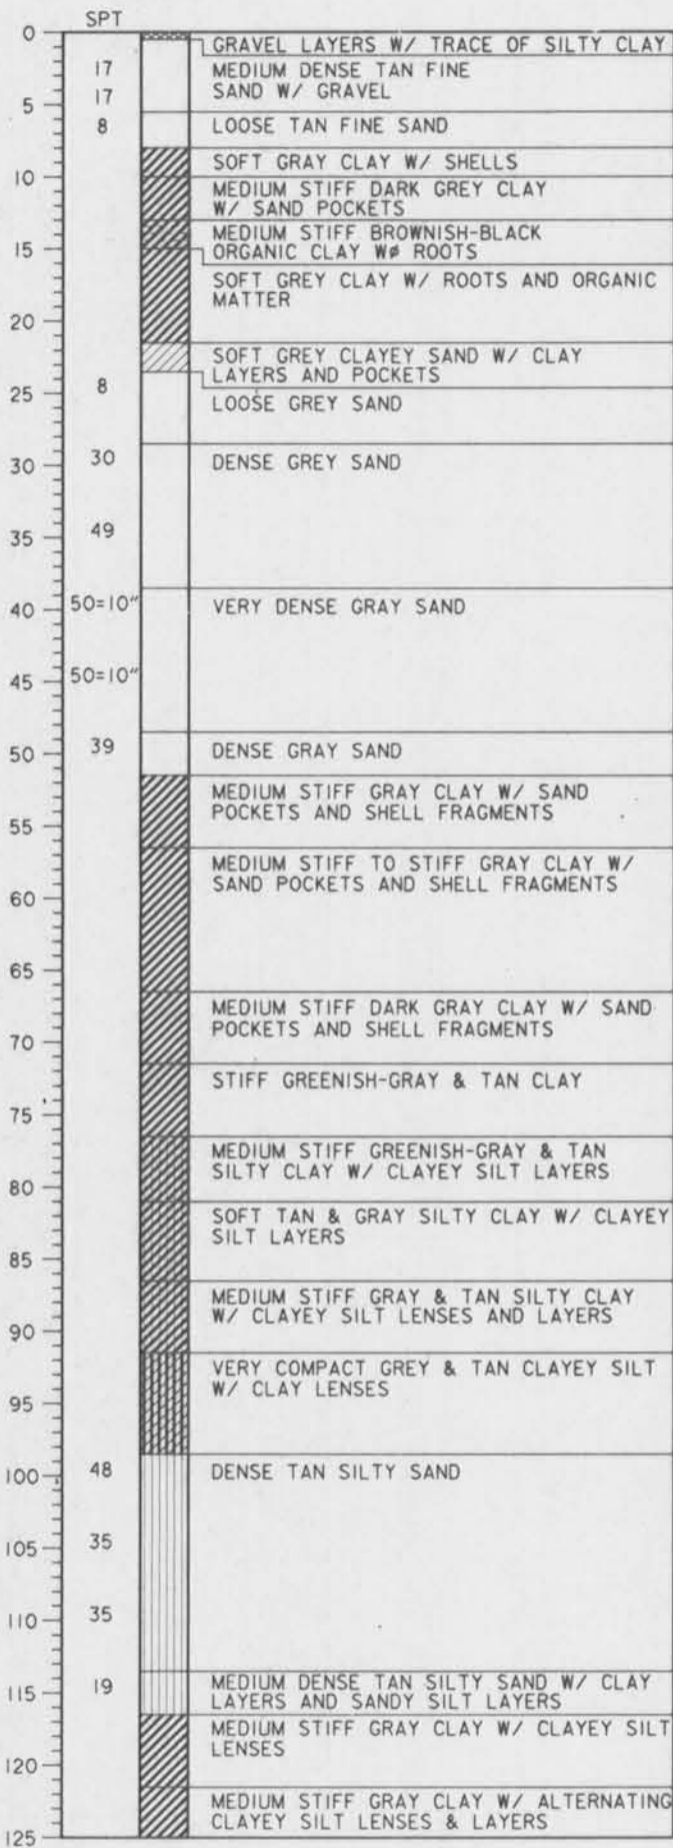 SPT
0
GRAVEL LAYERS W/ TRACE OF SILTY CLAY
17
MEDIUM DENSE TAN FINE
SAND W/ GRAVEL
17
5
8
LOOSE TAN FINE SAND
SOFT GRAY CLAY W/ SHELLS
10
MEDIUM STIFF DARK GREY CLAY
W/ SAND POCKETS
MEDIUM STIFF BROWNISH-BLACK
ORGANIC CLAY WØ ROOTS
15
SOFT GREY CLAY W/ ROOTS AND ORGANIC
MATTER
20
SOFT GREY CLAYEY SAND W/ CLAY
LAYERS AND POCKETS
8
25
LOOSE GREY SAND
30
30
DENSE GREY SAND
49
35
50=10"
40
VERY DENSE GRAY SAND
50=10"
45
39
50
DENSE GRAY SAND
MEDIUM STIFF GRAY CLAY W/ SAND
POCKETS AND SHELL FRAGMENTS
55
MEDIUM STIFF TO STIFF GRAY CLAY W/
SAND POCKETS AND SHELL FRAGMENTS
60
65
MEDIUM STIFF DARK GRAY CLAY W/ SAND
POCKETS AND SHELL FRAGMENTS
70
STIFF GREENISH-GRAY & TAN CLAY
75
MEDIUM STIFF GREENISH-GRAY & TAN
SILTY CLAY W/ CLAYEY SILT LAYERS
80
SOFT TAN & GRAY SILTY CLAY W/ CLAYEY
SILT LAYERS
85
MEDIUM STIFF GRAY & TAN SILTY CLAY
W/ CLAYEY SILT LENSES AND LAYERS
90
VERY COMPACT GREY & TAN CLAYEY SILT
W/ CLAY LENSES
95
48
100
DENSE TAN SILTY SAND
35
105
35
110
19
115
MEDIUM DENSE TAN SILTY SAND W/ CLAY
LAYERS AND SANDY SILT LAYERS
MEDIUM STIFF GRAY CLAY W/ CLAYEY SILT
LENSES
120
MEDIUM STIFF GRAY CLAY W/ ALTERNATING
CLAYEY SILT LENSES & LAYERS
125